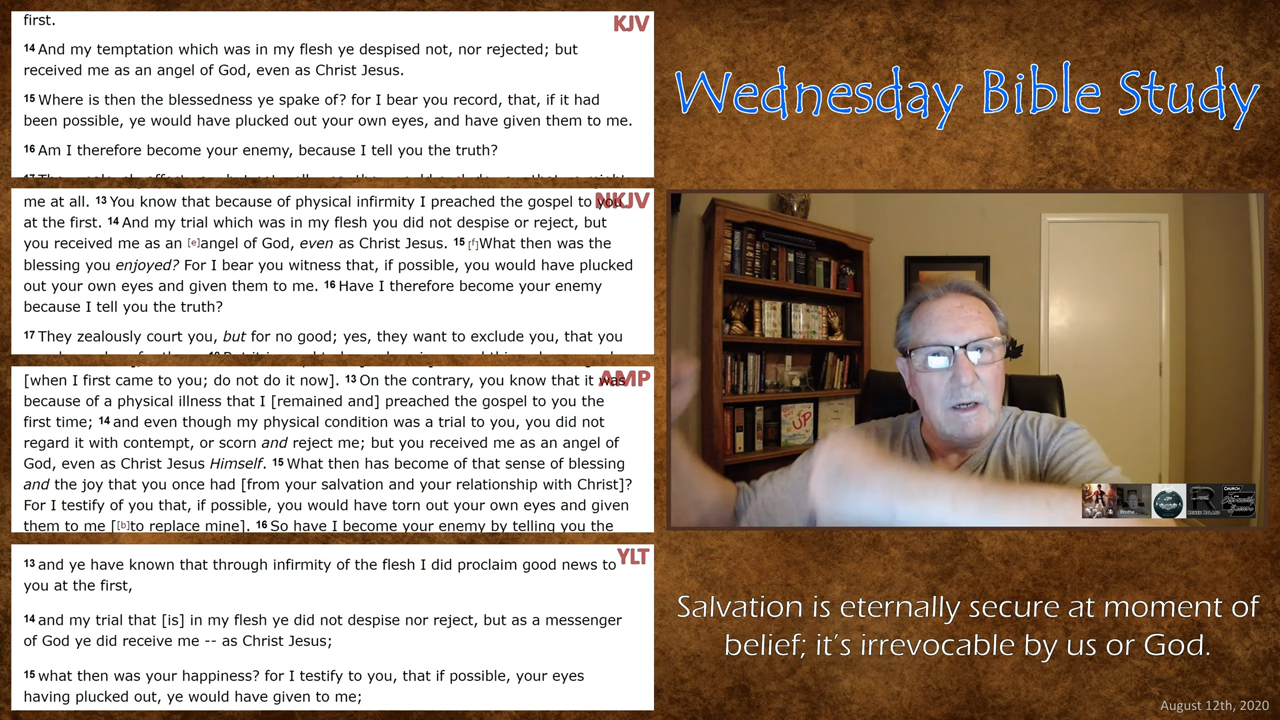 first.
KJV
14 And my temptation which was in my flesh ye despised not, nor rejected; but
received me as an angel of God, even as Christ Jesus.
15 Where is then the blessedness ye spake of? for I bear you record, that, if it had
been possible, ye would have plucked out your own eyes, and have given them to me.
16 Am I therefore become your enemy, because I tell you the truth?
me at all. 13 You know that because of physical infirmity I preached the gospel to you
NKJV
at the first. 14 And my trial which was in my flesh you did not despise or reject, but
you received me as an [e]angel of God, even as Christ Jesus. 15 [f]What then was the
blessing you enjoyed? For I bear you witness that, if possible, you would have plucked
out your own eyes and given them to me. 16 Have I therefore become your enemy
because I tell you the truth?
17 They zealously court you, but for no good; yes, they want to exclude you, that you
[when I first came to you; do not do it now]. 13 On the contrary, you know that it was
AMP
because of a physical illness that I [remained and] preached the gospel to you the
first time; 14 and even though my physical condition was a trial to you, you did not
regard it with contempt, or scorn and reject me; but you received me as an angel of
God, even as Christ Jesus Himself. 15 What then has become of that sense of blessing
and the joy that you once had [from your salvation and your relationship with Christ]?
For I testify of you that, if possible, you would have torn out your own eyes and given
them to me [[b]to replace mine]. 16 So have I become your enemy by telling you the
13 and ye have known that through infirmity of the flesh I did proclaim good news to
YLT
you at the first,
14 and my trial that [is] in my flesh ye did not despise nor reject, but as a messenger
of God ye did receive me -- as Christ Jesus;
15 what then was your happiness? for I testify to you, that if possible, your eyes
having plucked out, ye would have given to me;
Wednesday Bible Study
UP
CHURCH
Salvation is eternally secure at moment of
belief; it's irrevocable by us or God.
August 12th, 2020